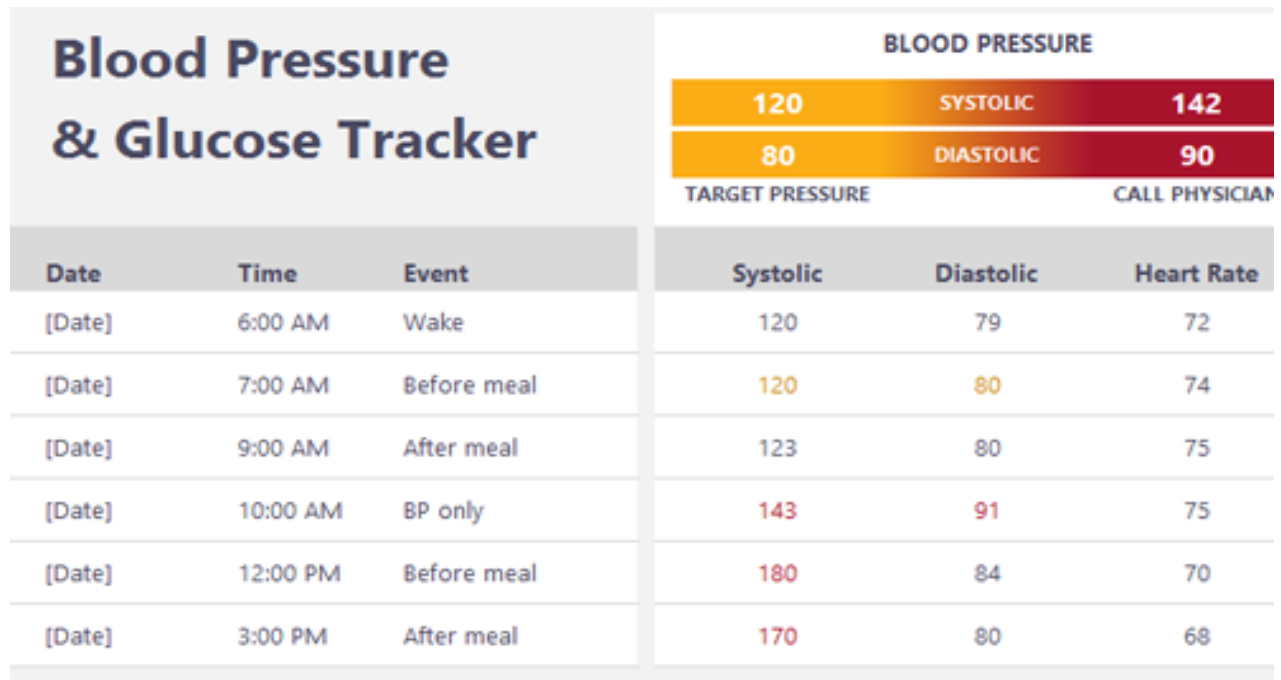 Blood Pressure
& Glucose Tracker
BLOOD PRESSURE
120 SYSTOLIC 142
80 DIASTOLIC 90
TARGET PRESSURE CALL PHYSICIAN
Date Time Event Systolic Diastolic Heart Rate
[Date] 6:00 AM Wake 120 79 72
[Date] 7:00 AM Before meal 120 80 74
[Date] 9:00 AM After meal 123 80 75
[Date] 10:00 AM BP only 143 91 75
[Date] 12:00 PM Before meal 180 84 70
[Date] 3:00 PM After meal 170 80 68